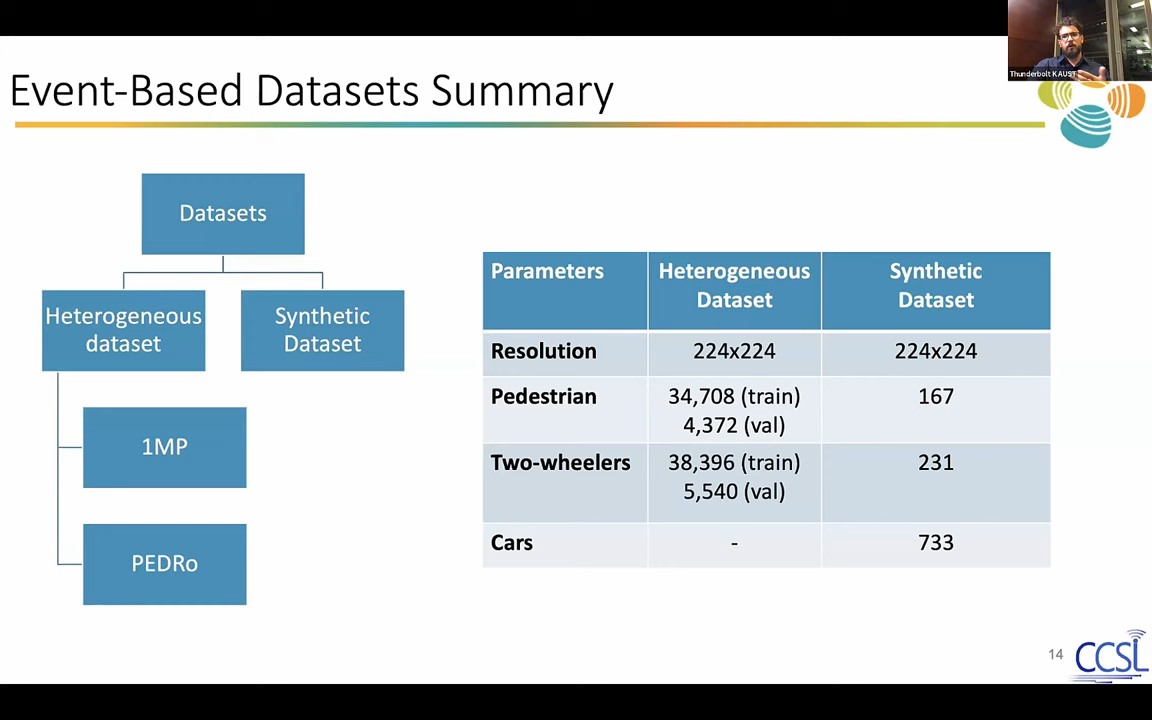 Thunderbolt KAUST
Event-Based Datasets Summary
Datasets
Heterogeneous
dataset
Synthetic
Dataset
1MP
PEDRo
Parameters
Heterogeneous
Dataset
Synthetic
Dataset
Resolution
224x224
224x224
Pedestrian
34,708 (train)
4,372 (val)
167
Two-wheelers
38,396 (train)
5,540 (val)
231
Cars
-
733
14
CCSL